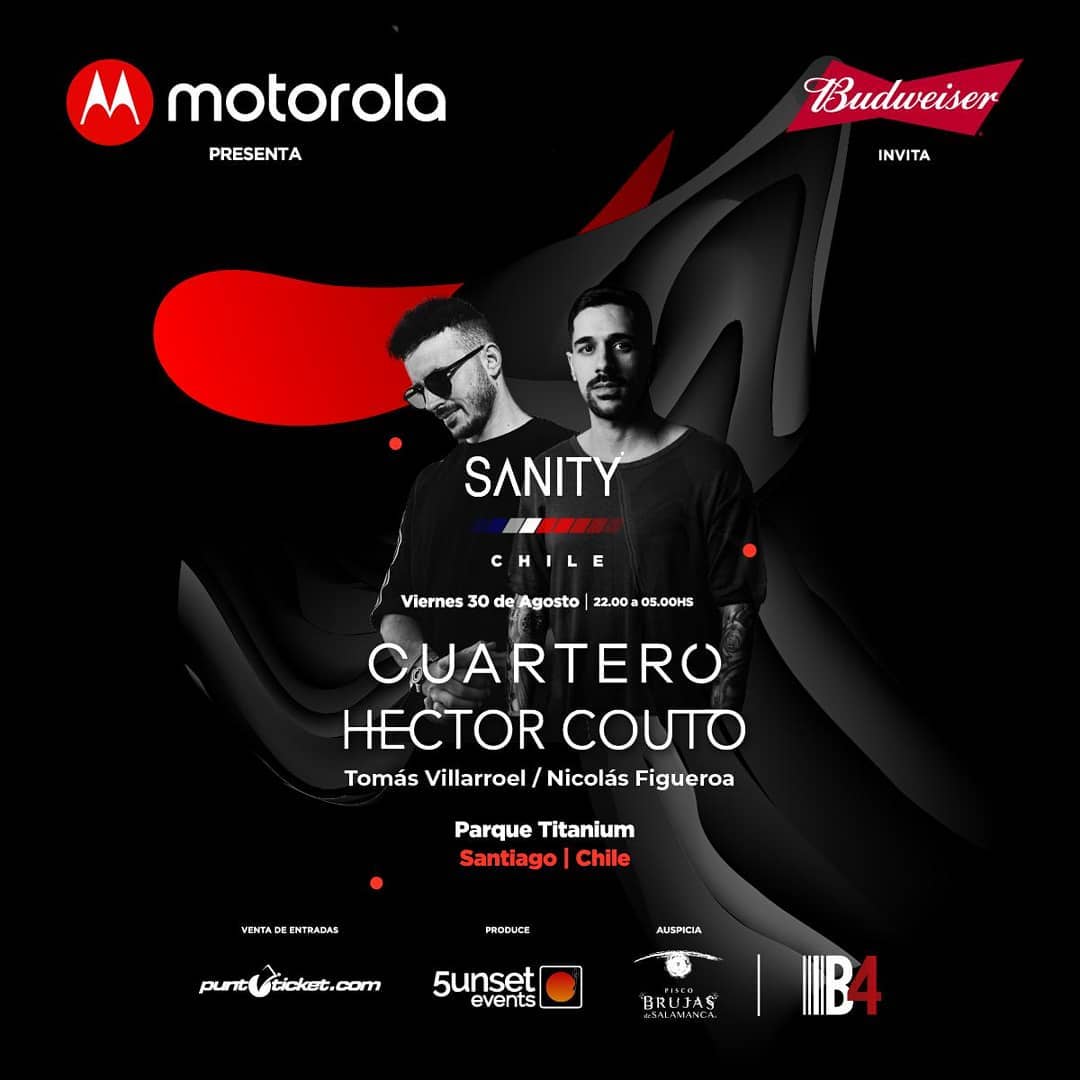 motorola
PRESENTA
Budweiser
INVITA
SANITY
CHILE
Viernes 30 de Agosto | 22.00 a 05.00HS
CUARTERO
HECTOR COUTO
Tomás Villarroel / Nicolás Figueroa
Parque Titanium
Santiago | Chile
VENTA DE ENTRADAS
puntoticket.com
PRODUCE
5unset
events
AUSPICIA
PISCO
BRUJAS
de SALAMANCA
B4